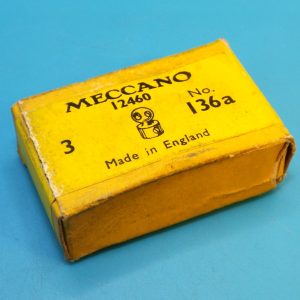 MECCANO
12460
No.
136a
3
Made in England